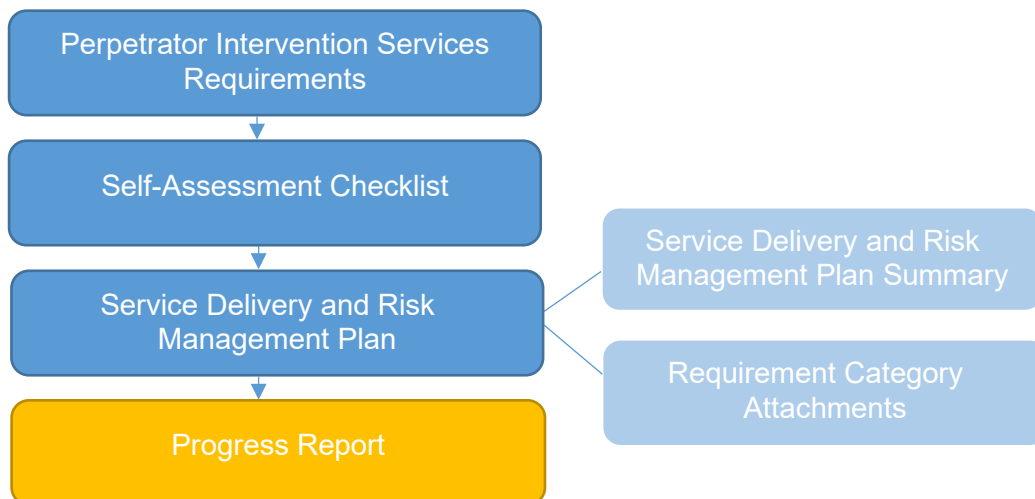 Perpetrator Intervention Services
Requirements
Self-Assessment Checklist
Service Delivery and Risk
Management Plan
Service Delivery and Risk
Management Plan Summary
Requirement Category
Attachments
Progress Report